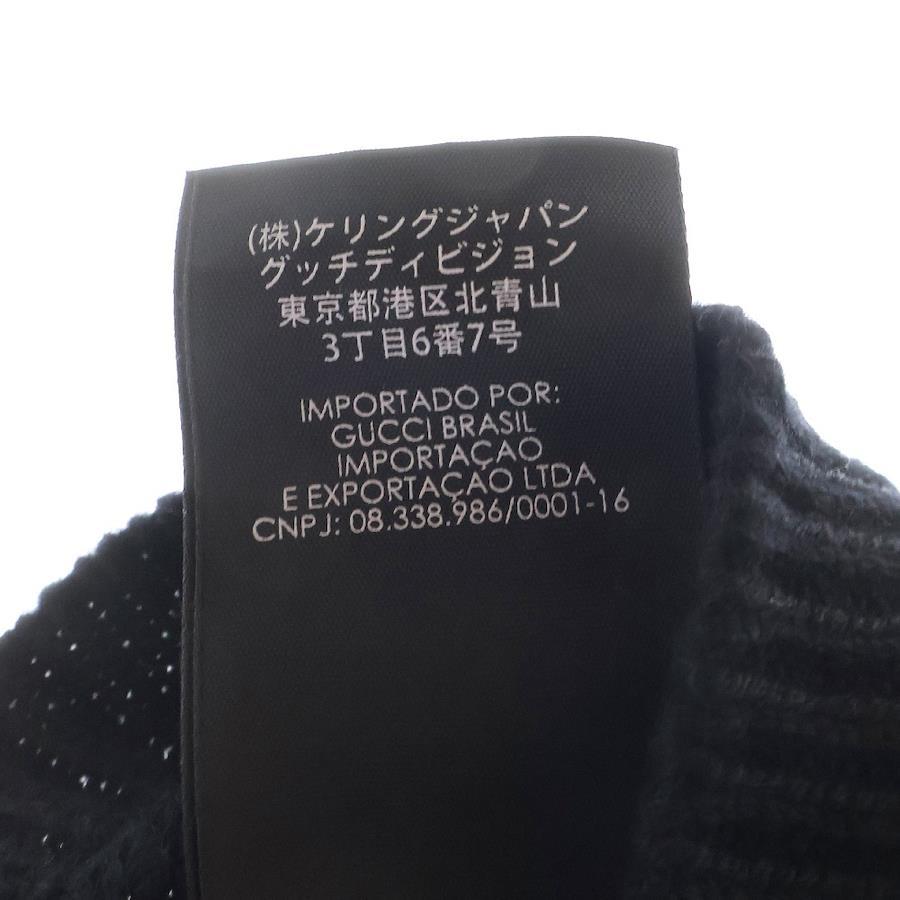 (株)ケリングジャパン
グッチディビジョン
東京都港区北青山
3丁目6番7号
IMPORTADO POR:
GUCCI BRASIL
IMPORTAÇAO
E EXPORTAÇAO LTDA
CNPJ: 08.338.986/0001-16